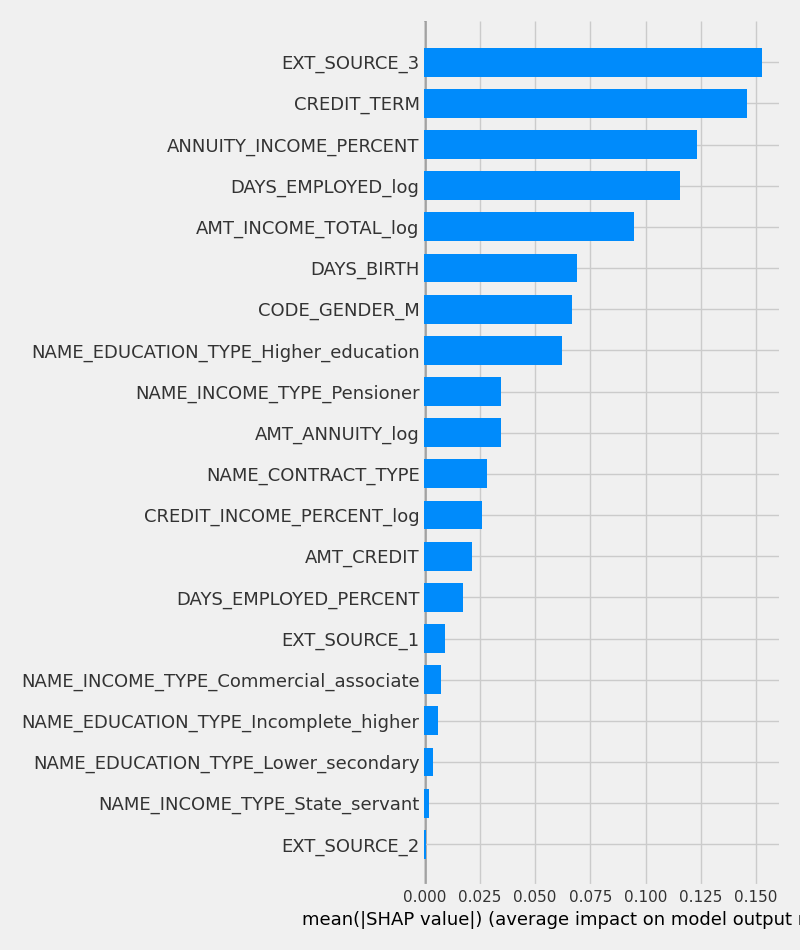 EXT_SOURCE_3
CREDIT_TERM
ANNUITY_INCOME_PERCENT
DAYS_EMPLOYED_log
AMT_INCOME_TOTAL_log
DAYS_BIRTH
CODE_GENDER_M
NAME_EDUCATION_TYPE_Higher_education
NAME_INCOME_TYPE_Pensioner
AMT_ANNUITY_log
NAME_CONTRACT_TYPE
CREDIT_INCOME_PERCENT_log
AMT_CREDIT
DAYS_EMPLOYED_PERCENT
EXT_SOURCE_1
NAME_INCOME_TYPE_Commercial_associate
NAME_EDUCATION_TYPE_Incomplete_higher
NAME_EDUCATION_TYPE_Lower_secondary
NAME_INCOME_TYPE_State_servant
EXT_SOURCE_2
0.000 0.025 0.050 0.075 0.100 0.125 0.150
mean(|SHAP value|) (average impact on model output